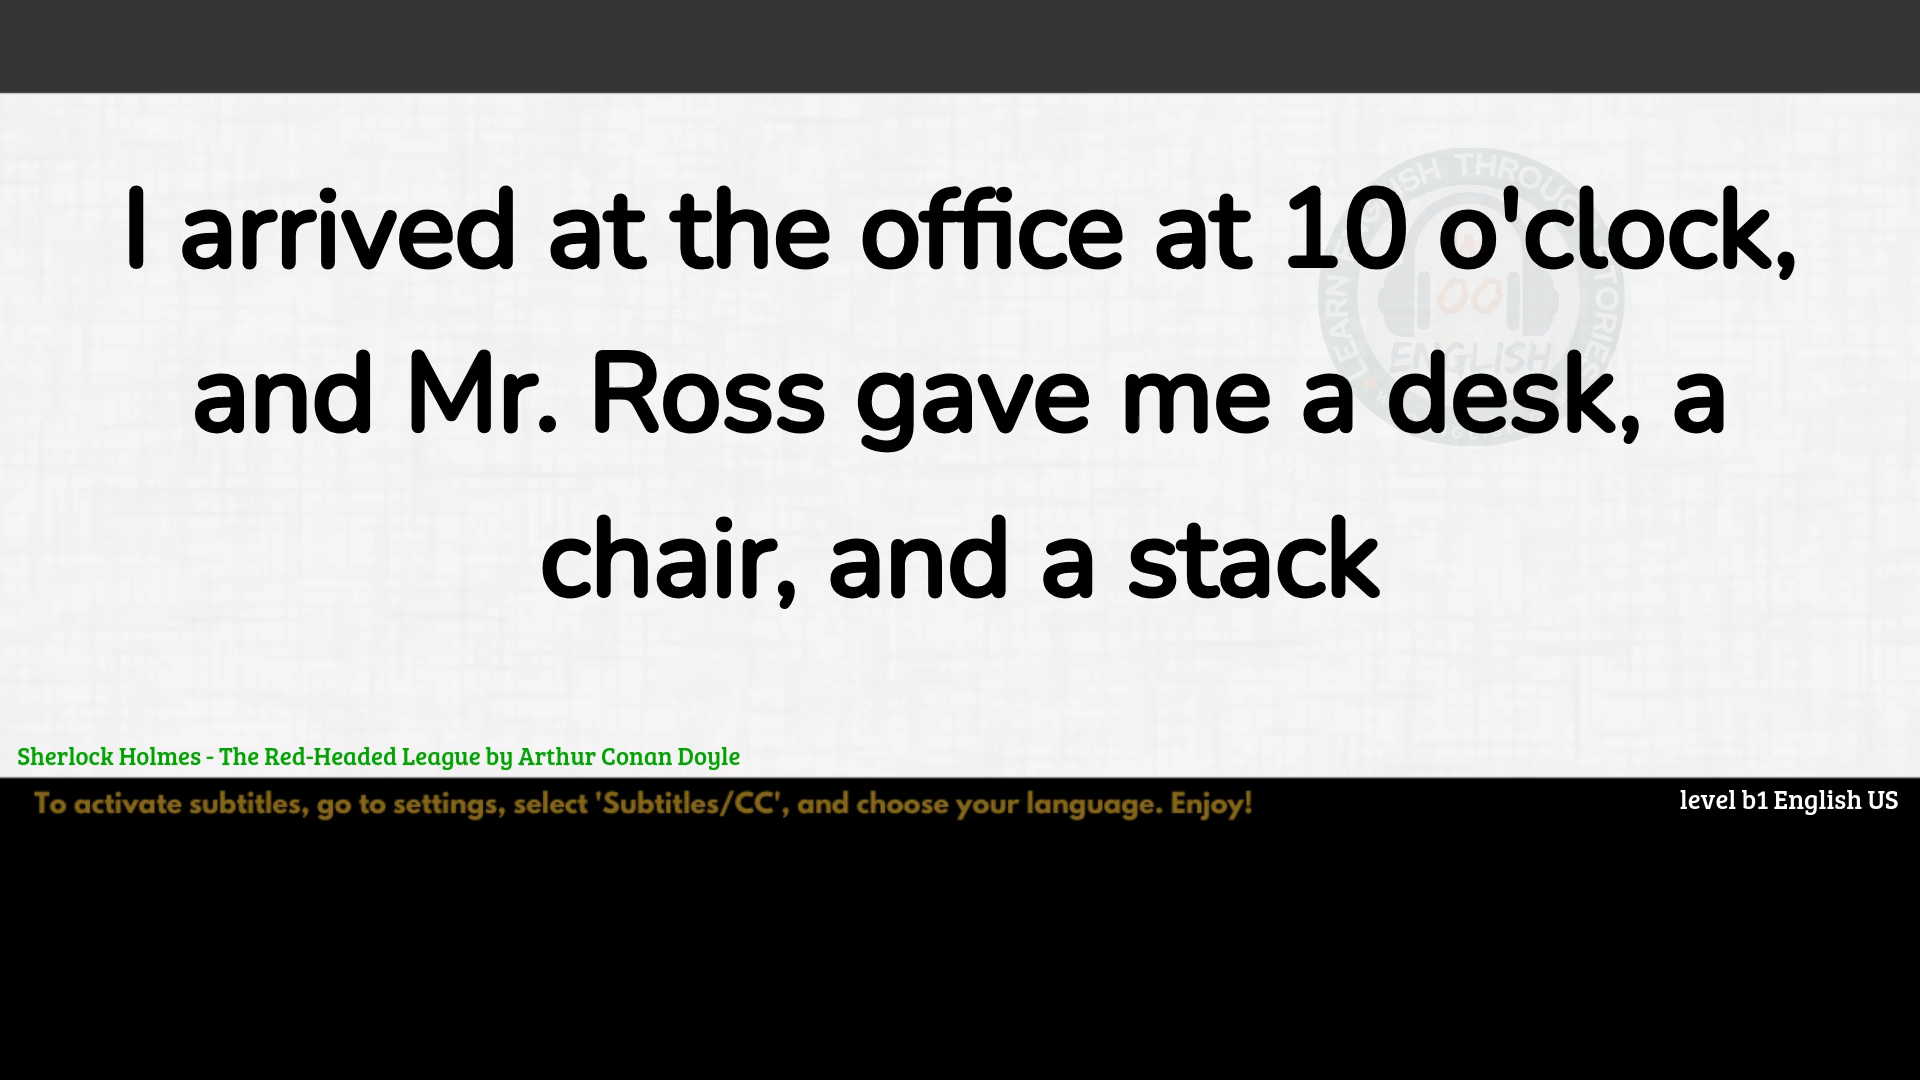 I arrived at the office at 10 o'clock,
and Mr. Ross gave me a desk, a
chair, and a stack
ENGLISH
Sherlock Holmes - The Red-Headed League by Arthur Conan Doyle
To activate subtitles, go to settings, select 'Subtitles/CC', and choose your language. Enjoy!
level b1 English US